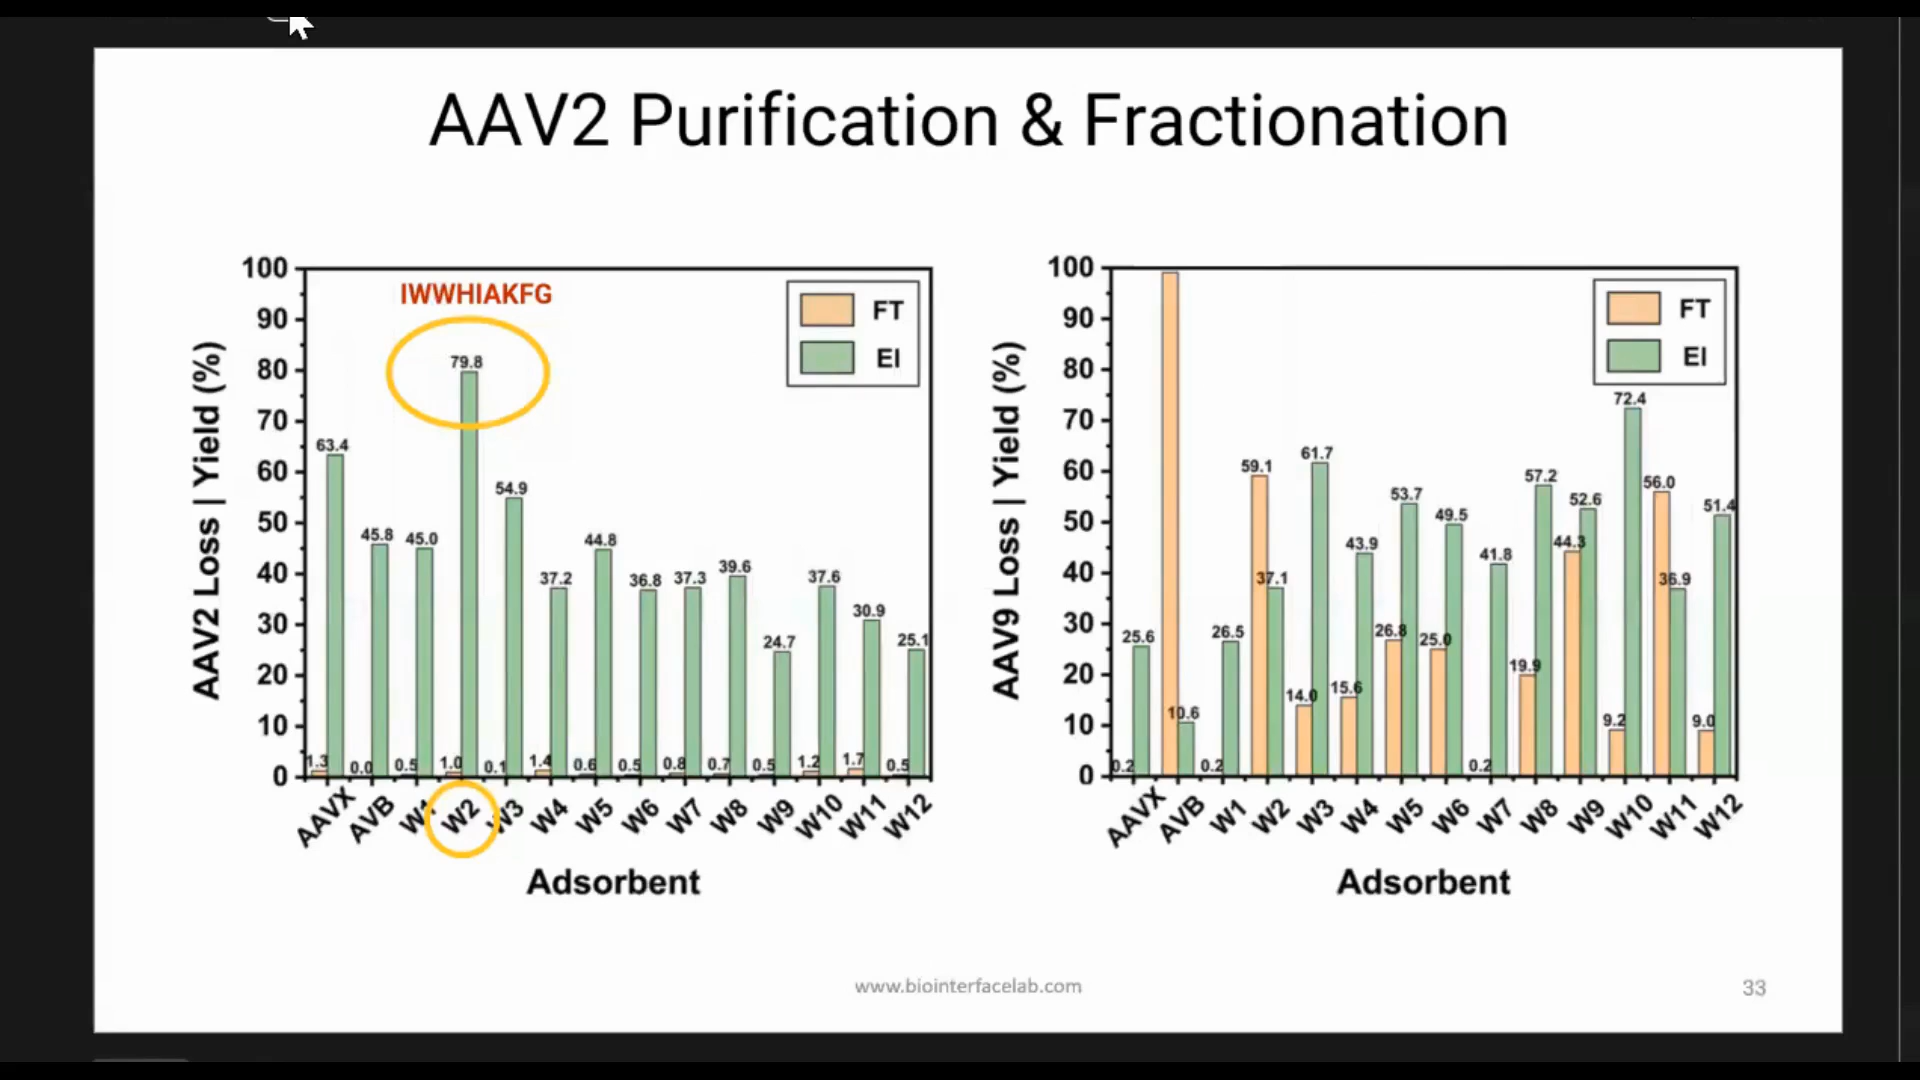 AAV2 Purification & Fractionation
IWWHIAKFG
FT
El
AAV2 Loss | Yield (%)
100
90
80
70
60
50
40
30
20
10
0
1.3
63.4
0.0
45.8
0.5
45.0
1.0
79.8
0.1
54.9
1.4
37.2
0.6
44.8
0.5
36.8
0.8
37.3
0.7
39.6
0.5
24.7
1.2
37.6
1.7
30.9
0.5
25.1
AAVX
AVB
W1
W2
W3
W4
W5
W6
W7
W8
W9
W10
W11
W12
Adsorbent
FT
El
AAV9 Loss | Yield (%)
100
90
80
70
60
50
40
30
20
10
0
0.2
25.6
10.6
0.2
26.5
59.1
37.1
14.0
61.7
15.6
43.9
26.8
53.7
25.0
49.5
0.2
41.8
19.9
57.2
44.3
52.6
9.2
72.4
56.0
36.9
9.0
51.4
AAVX
AVB
W1
W2
W3
W4
W5
W6
W7
W8
W9
W10
W11
W12
Adsorbent
www.biointerfacelab.com
33